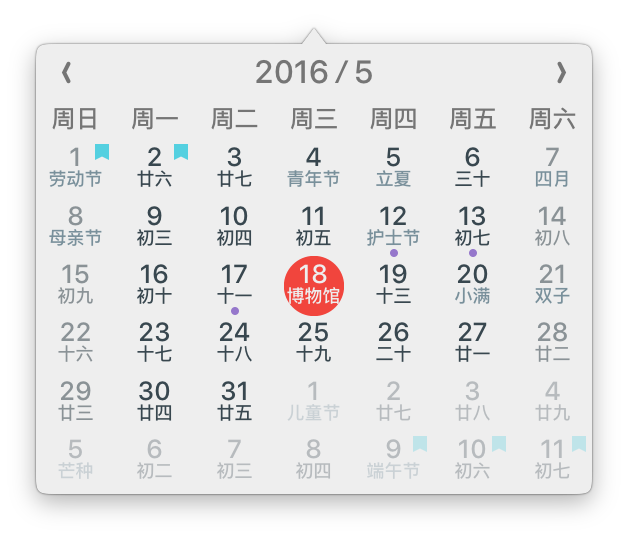 2016/5
周日 周一 周二 周三 周四 周五 周六
1 2 3 4 5 6 7
劳动节 廿六 廿七 青年节 立夏 三十 四月
8 9 10 11 12 13 14
母亲节 初三 初四 初五 护士节 初七 初八
15 16 17 18 19 20 21
初九 初十 十一 博物馆 十三 小满 双子
22 23 24 25 26 27 28
十六 十七 十八 十九 二十 廿一 廿二
29 30 31 1 2 3 4
廿三 廿四 廿五 儿童节 廿七 廿八 廿九
5 6 7 8 9 10 11
芒种 初二 初三 初四 端午节 初六 初七